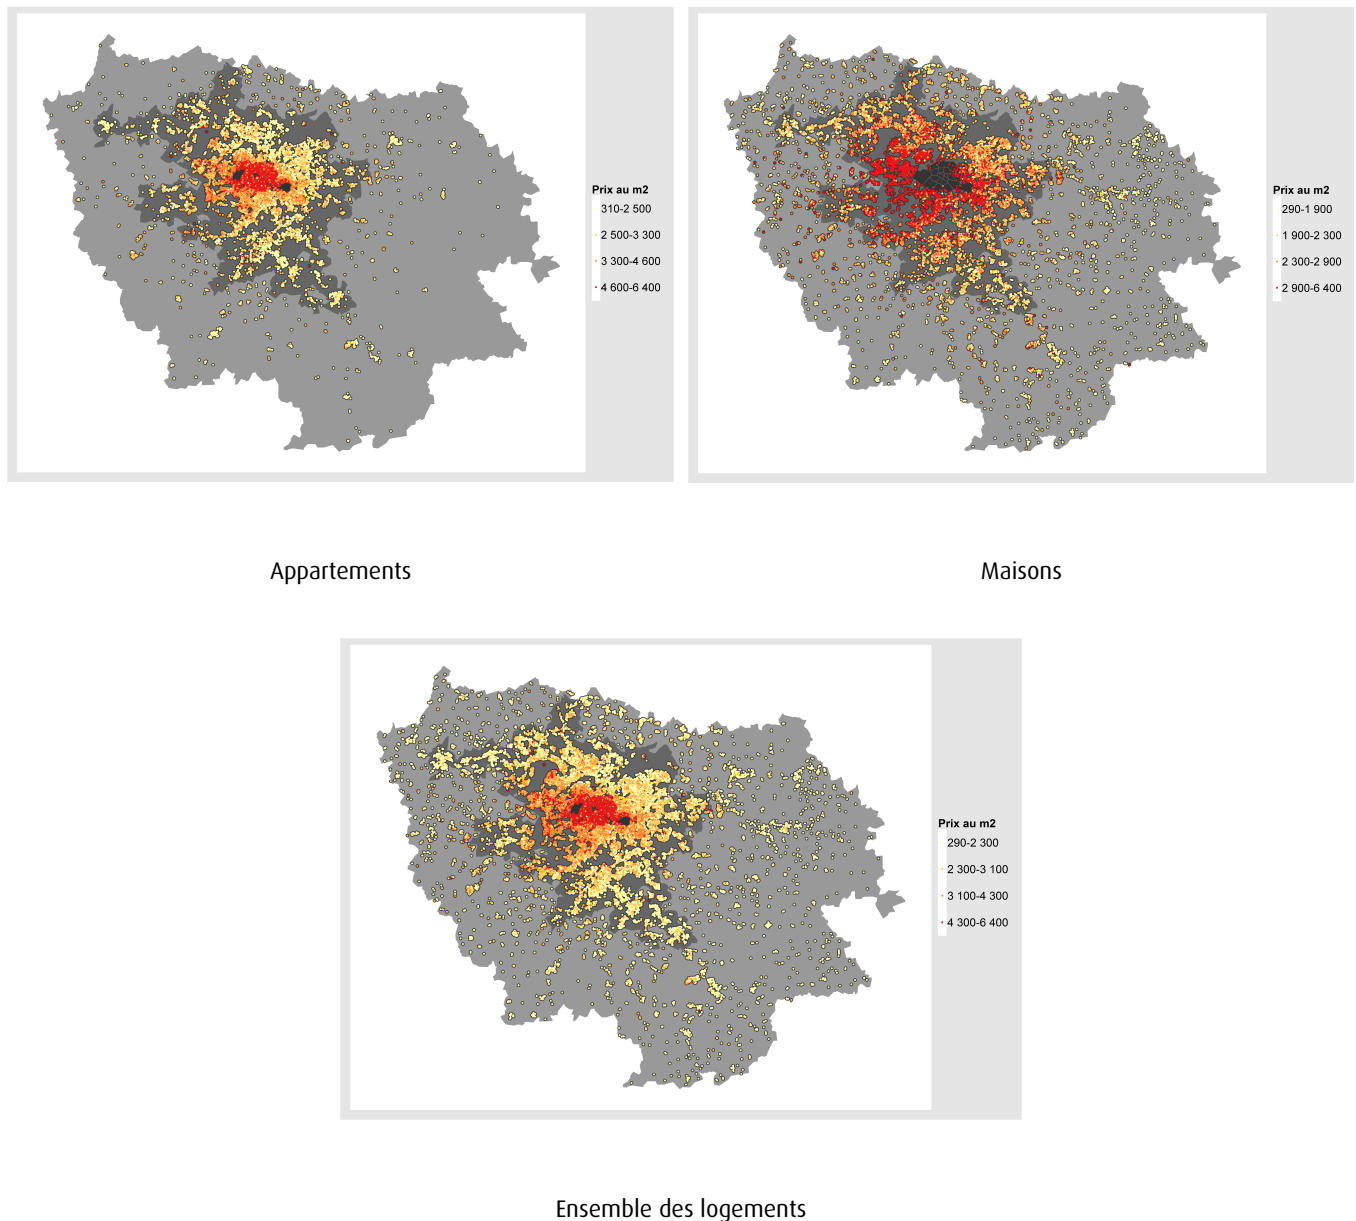 Prix au m2
310-2 500
2 500-3 300
3 300-4 600
4 600-6 400
Prix au m2
290-1 900
1 900-2 300
2 300-2 900
2 900-6 400
Appartements
Maisons
Prix au m2
290-2 300
2 300-3 100
3 100-4 300
4 300-6 400
Ensemble des logements